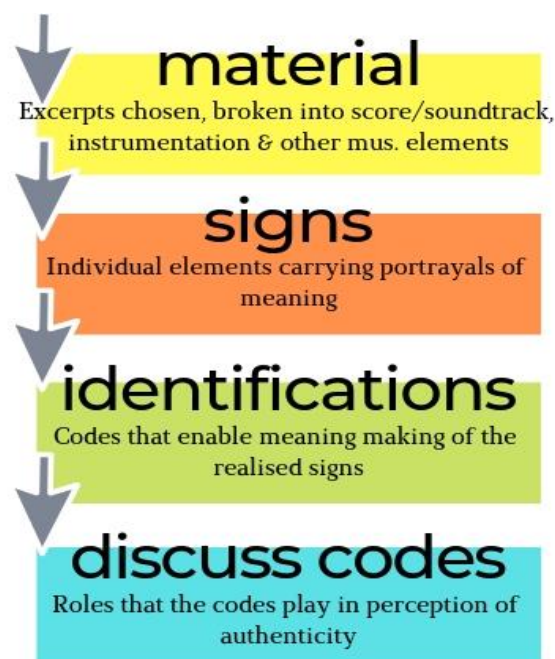 material
Excerpts chosen, broken into score/soundtrack,
instrumentation & other mus. elements
signs
Individual elements carrying portrayals of
meaning
identifications
Codes that enable meaning making of the
realised signs
discuss codes
Roles that the codes play in perception of
authenticity